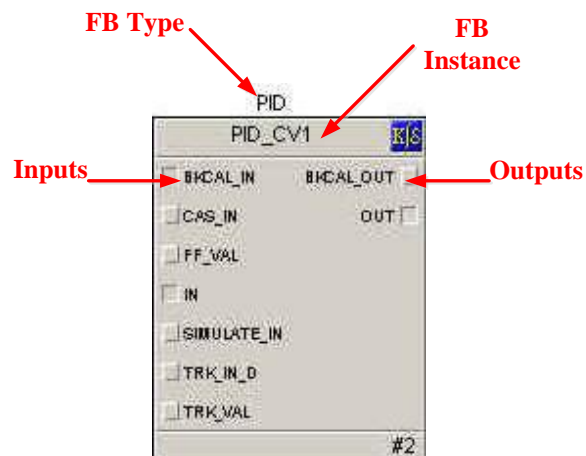 FB Type
FB
Instance
PID
PID_CV1
K|S
Inputs
BKCAL_IN
BKCAL_OUT
Outputs
CAS_IN
OUT
FF_VAL
IN
SIMULATE_IN
TRK_IN_D
TRK_VAL
#2